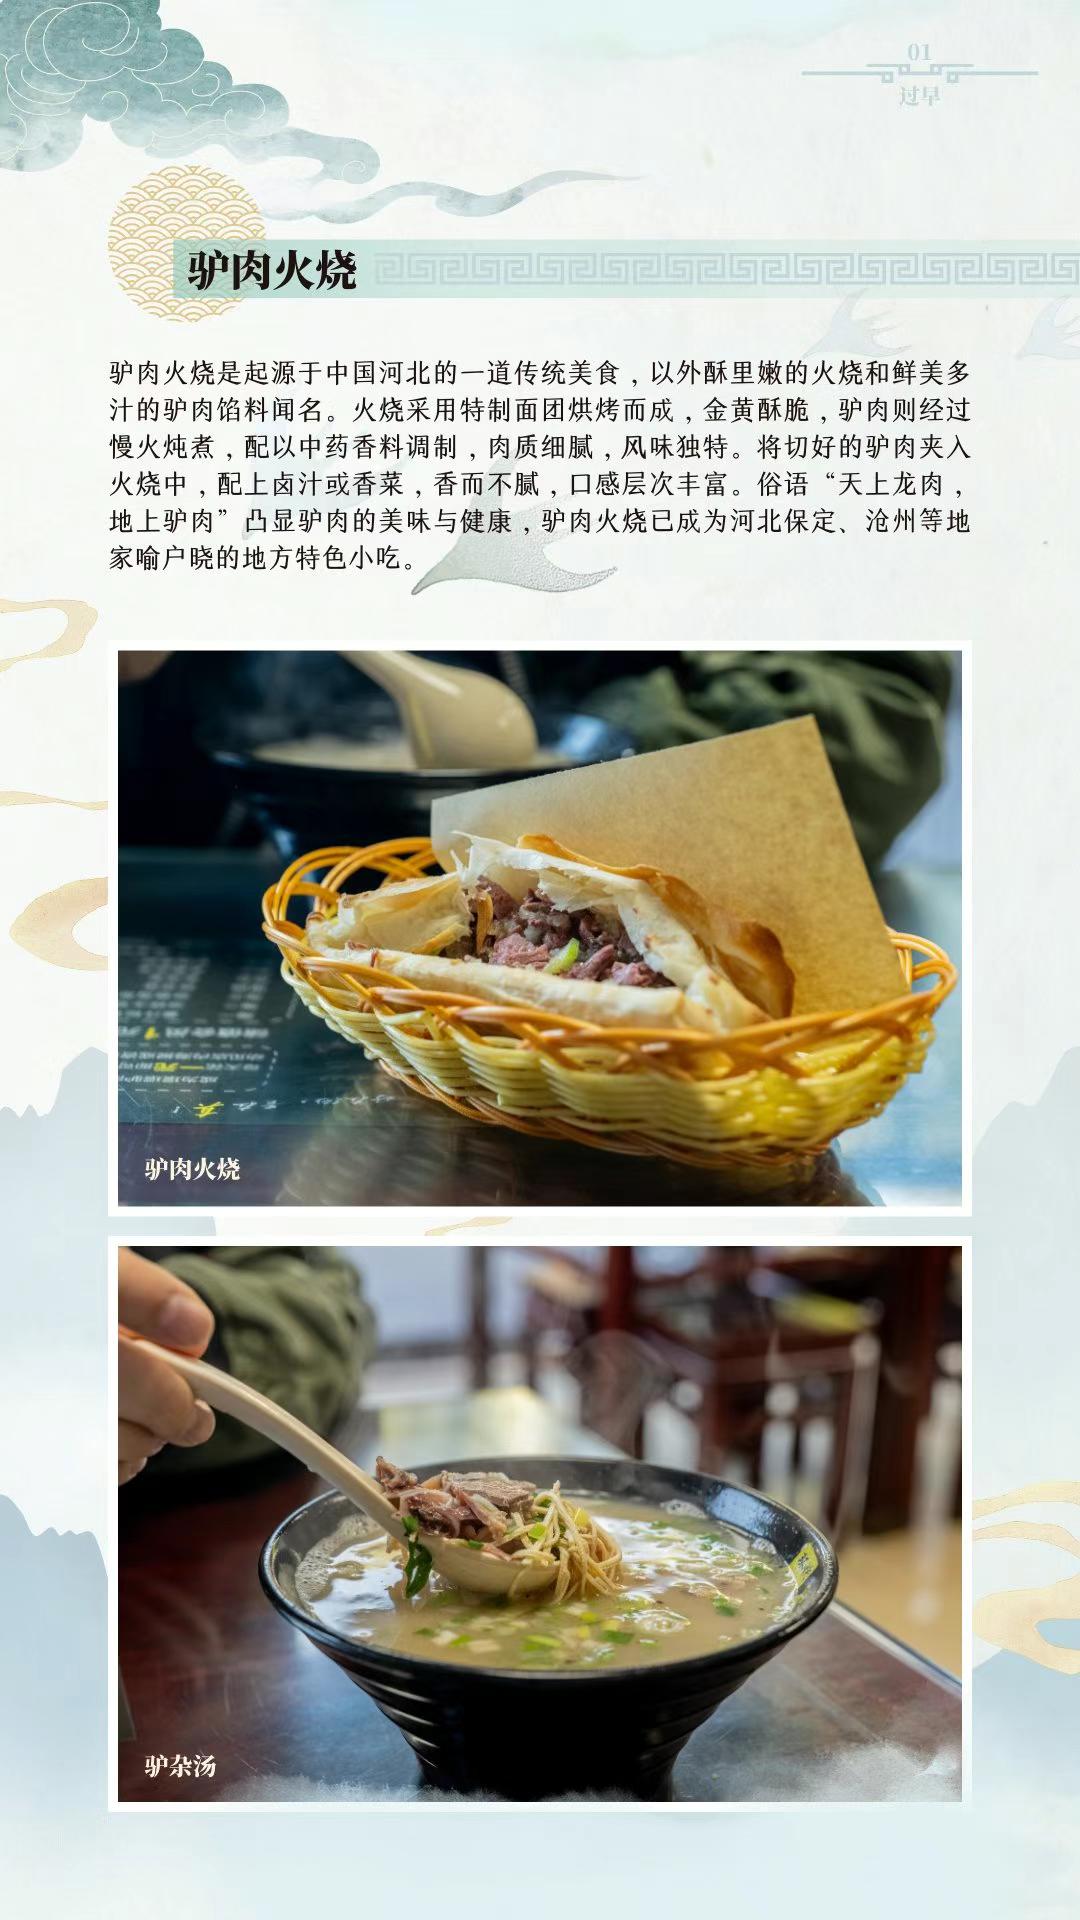 01
过早
驴肉火烧
驴肉火烧是起源于中国河北的一道传统美食，以外酥里嫩的火烧和鲜美多
汁的驴肉馅料闻名。火烧采用特制面团烘烤而成，金黄酥脆，驴肉则经过
慢火炖煮，配以中药香料调制，肉质细腻，风味独特。将切好的驴肉夹入
火烧中，配上卤汁或香菜，香而不腻，口感层次丰富。俗语“天上龙肉，
地上驴肉”凸显驴肉的美味与健康，驴肉火烧已成为河北保定、沧州等地
家喻户晓的地方特色小吃。
驴肉火烧
驴杂汤